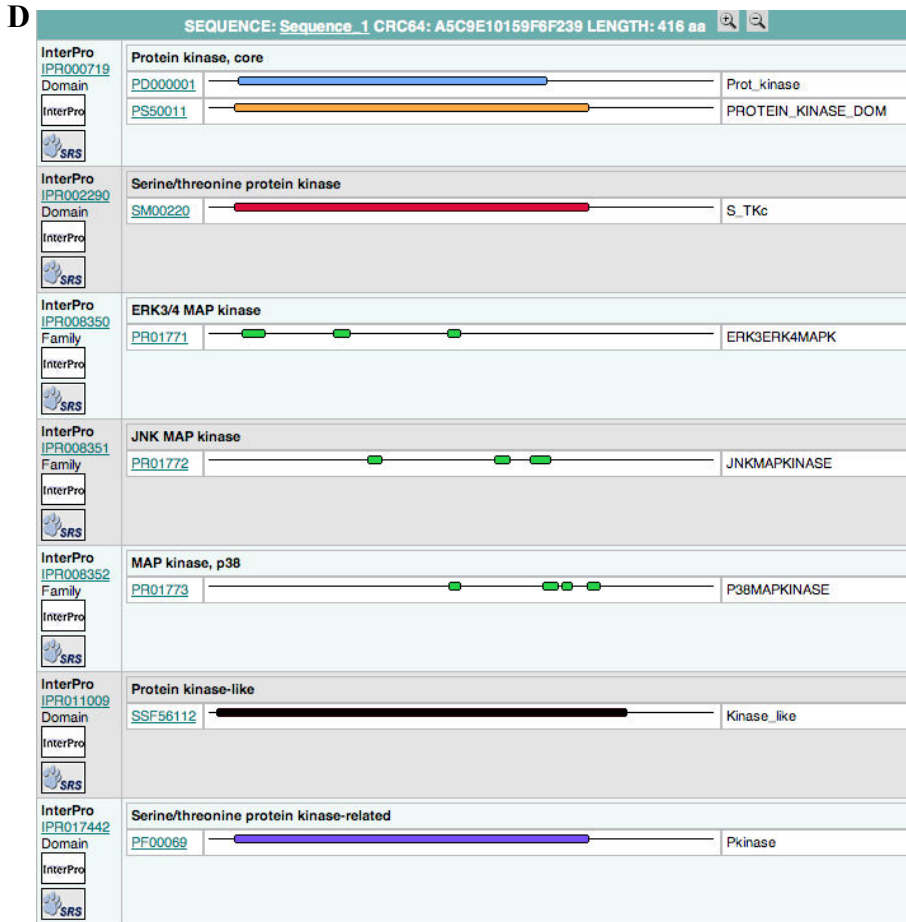 D
SEQUENCE: Sequence_1 CRC64: A5C9E10159F6F239 LENGTH: 416 aa
InterPro
IPR000719
Domain
InterPro
SRS
Protein kinase, core
PD000001 Prot_kinase
PS50011 PROTEIN_KINASE_DOM
InterPro
IPR002290
Domain
InterPro
SRS
Serine/threonine protein kinase
SM00220 S_TKc
InterPro
IPR008350
Family
InterPro
SRS
ERK3/4 MAP kinase
PR01771 ERK3ERK4MAPK
InterPro
IPR008351
Family
InterPro
SRS
JNK MAP kinase
PR01772 JNKMAPKINASE
InterPro
IPR008352
Family
InterPro
SRS
MAP kinase, p38
PR01773 P38MAPKINASE
InterPro
IPR011009
Domain
InterPro
SRS
Protein kinase-like
SSF56112 Kinase_like
InterPro
IPR017442
Domain
InterPro
SRS
Serine/threonine protein kinase-related
PF00069 Pkinase